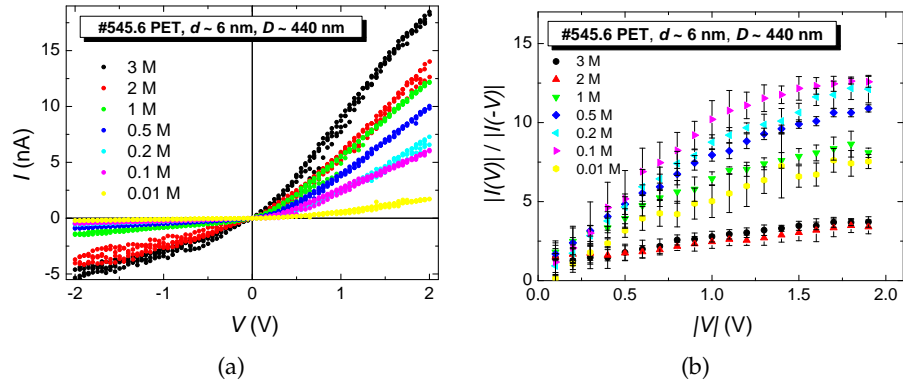 #545.6 PET, d ~ 6 nm, D ~ 440 nm
3 M
2 M
1 M
0.5 M
0.2 M
0.1 M
0.01 M
I (nA)
15
10
5
0
-5
-2
-1
0
1
2
V (V)
(a)
#545.6 PET, d ~ 6 nm, D ~ 440 nm
3 M
2 M
1 M
0.5 M
0.2 M
0.1 M
0.01 M
|I(V)| / |I(-V)|
15
10
5
0
0.0
0.5
1.0
1.5
2.0
|V| (V)
(b)